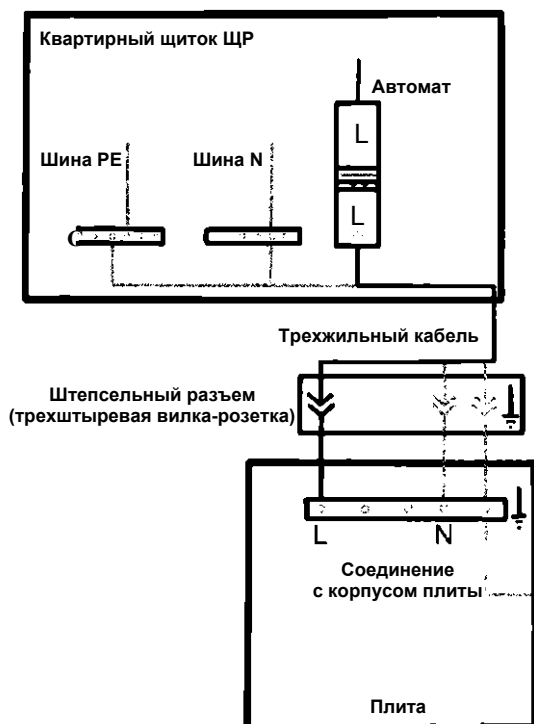 Квартирный щиток ЩР
Автомат
L
Шина PE
Шина N
L
Трехжильный кабель
Штепсельный разъем
(трехштыревая вилка-розетка)
L
N
Соединение
с корпусом плиты
Плита